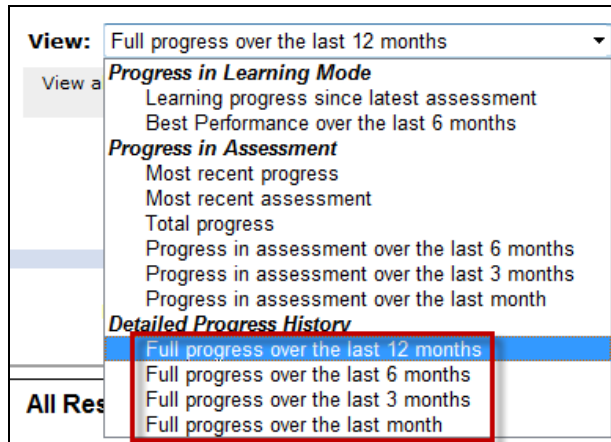 View: Full progress over the last 12 months
View a
Progress in Learning Mode
Learning progress since latest assessment
Best Performance over the last 6 months
Progress in Assessment
Most recent progress
Most recent assessment
Total progress
Progress in assessment over the last 6 months
Progress in assessment over the last 3 months
Progress in assessment over the last month
Detailed Progress History
Full progress over the last 12 months
Full progress over the last 6 months
Full progress over the last 3 months
Full progress over the last month
All Res